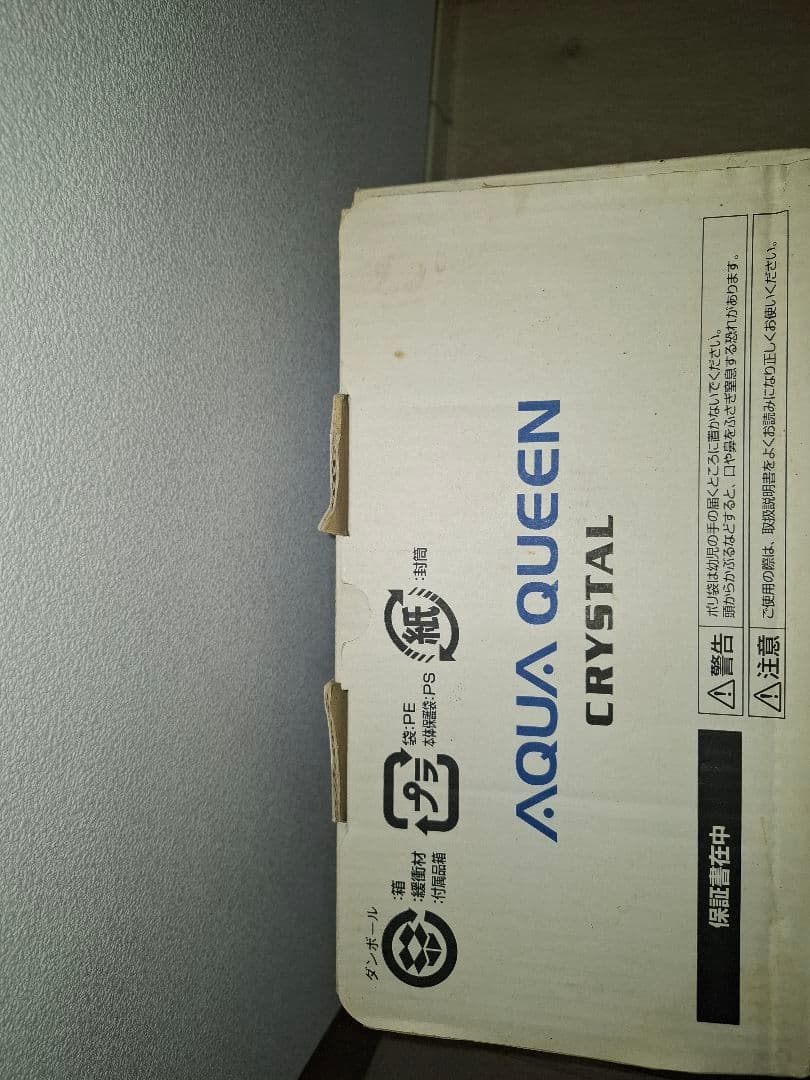 ダンボール
:箱
:緩衝材
:付属品箱
プラ
袋:PE
本体保護袋:PS
紙
:封筒
AQUA QUEEN
CRYSTAL
保証書在中
警告
ポリ袋は幼児の手の届くところに置かないでください。
頭からかぶるなどすると、口や鼻をふさぎ窒息する恐れがあります。
注意
ご使用の際は、取扱説明書をよくお読みになり正しくお使いください。